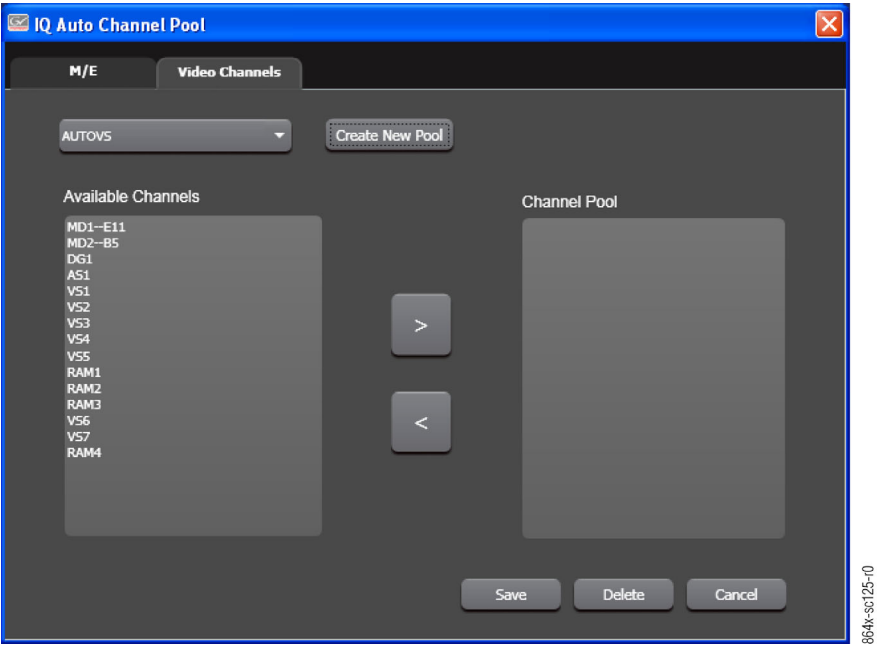 IQ Auto Channel Pool
M/E
Video Channels
AUTOVS
Create New Pool
Available Channels
Channel Pool
MD1--E11
MD2--B5
DG1
AS1
VS1
VS2
VS3
VS4
VS5
RAM1
RAM2
RAM3
VS6
VS7
RAM4
>
<
Save
Delete
Cancel
864x-sc125-r0